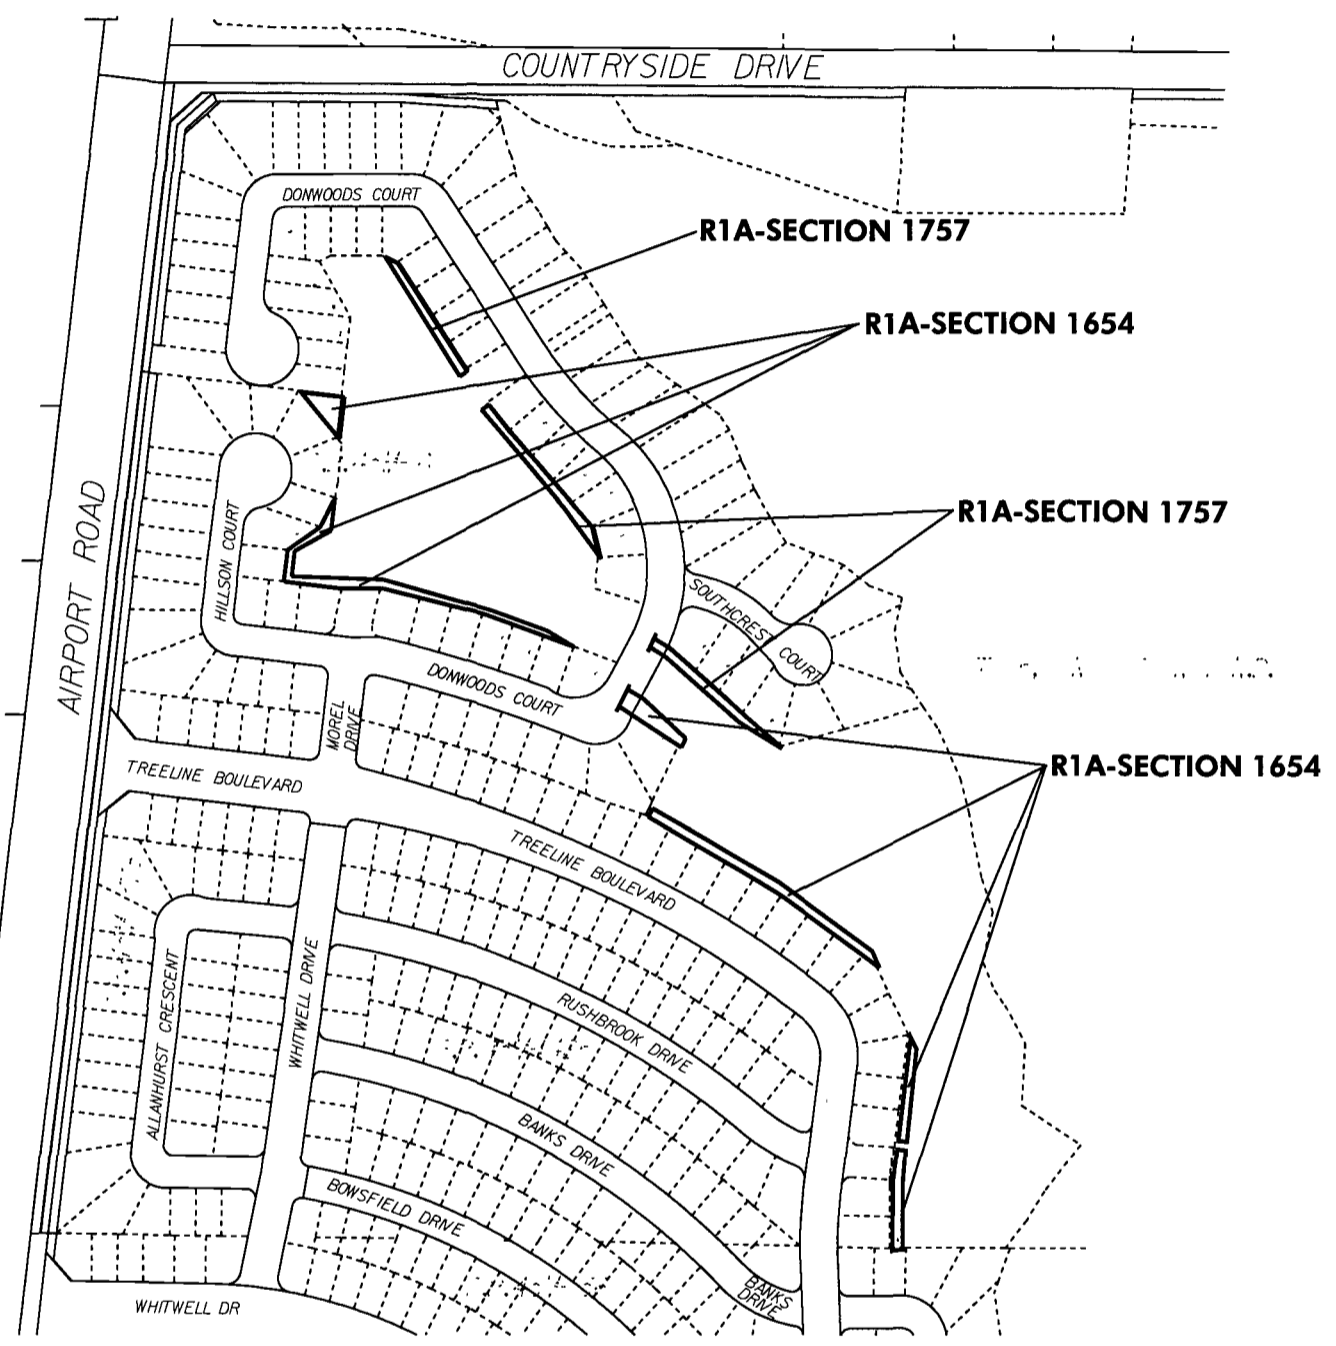 COUNTRYSIDE DRIVE
DONWOODS COURT
R1A-SECTION 1757
R1A-SECTION 1654
AIRPORT ROAD
HILLSON COURT
R1A-SECTION 1757
SOUTHCREST COURT
DONWOODS COURT
MOREL
DRIVE
R1A-SECTION 1654
TREELINE BOULEVARD
TREELINE BOULEVARD
ALLANHURST CRESCENT
WHITWELL DRIVE
RUSHBROOK DRIVE
BANKS DRIVE
BOWSFIELD DRIVE
BANKS
DRIVE
WHITWELL DR